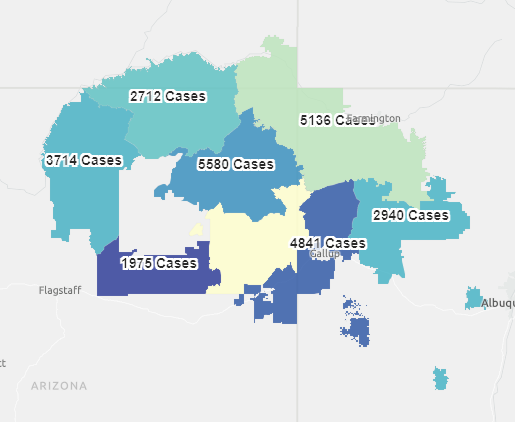 2712 Cases
5136 Cases
Farmington
3714 Cases
5580 Cases
2940 Cases
4841 Cases
Gallup
1975 Cases
Flagstaff
Albuqu
ARIZONA